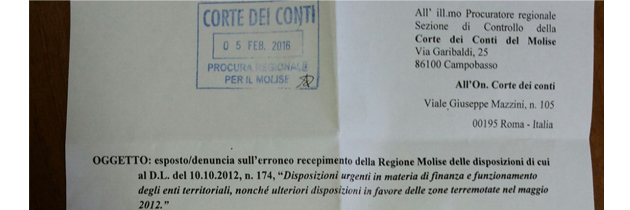 CORTE DEI CONTI
0 5 FEB. 2016
PROCURA REGIONALE
PER IL MOLISE
All' ill.mo Procuratore regionale
Sezione di Controllo della
Corte dei Conti del Molise
Via Garibaldi, 25
86100 Campobasso
All'On. Corte dei conti
Viale Giuseppe Mazzini, n. 105
00195 Roma - Italia
OGGETTO: esposto/denuncia sull'erroneo recepimento della Regione Molise delle disposizioni di cui
al D.L. del 10.10.2012, n. 174, "Disposizioni urgenti in materia di finanza e funzionamento
degli enti territoriali, nonché ulteriori disposizioni in favore delle zone terremotate nel maggio
2012."